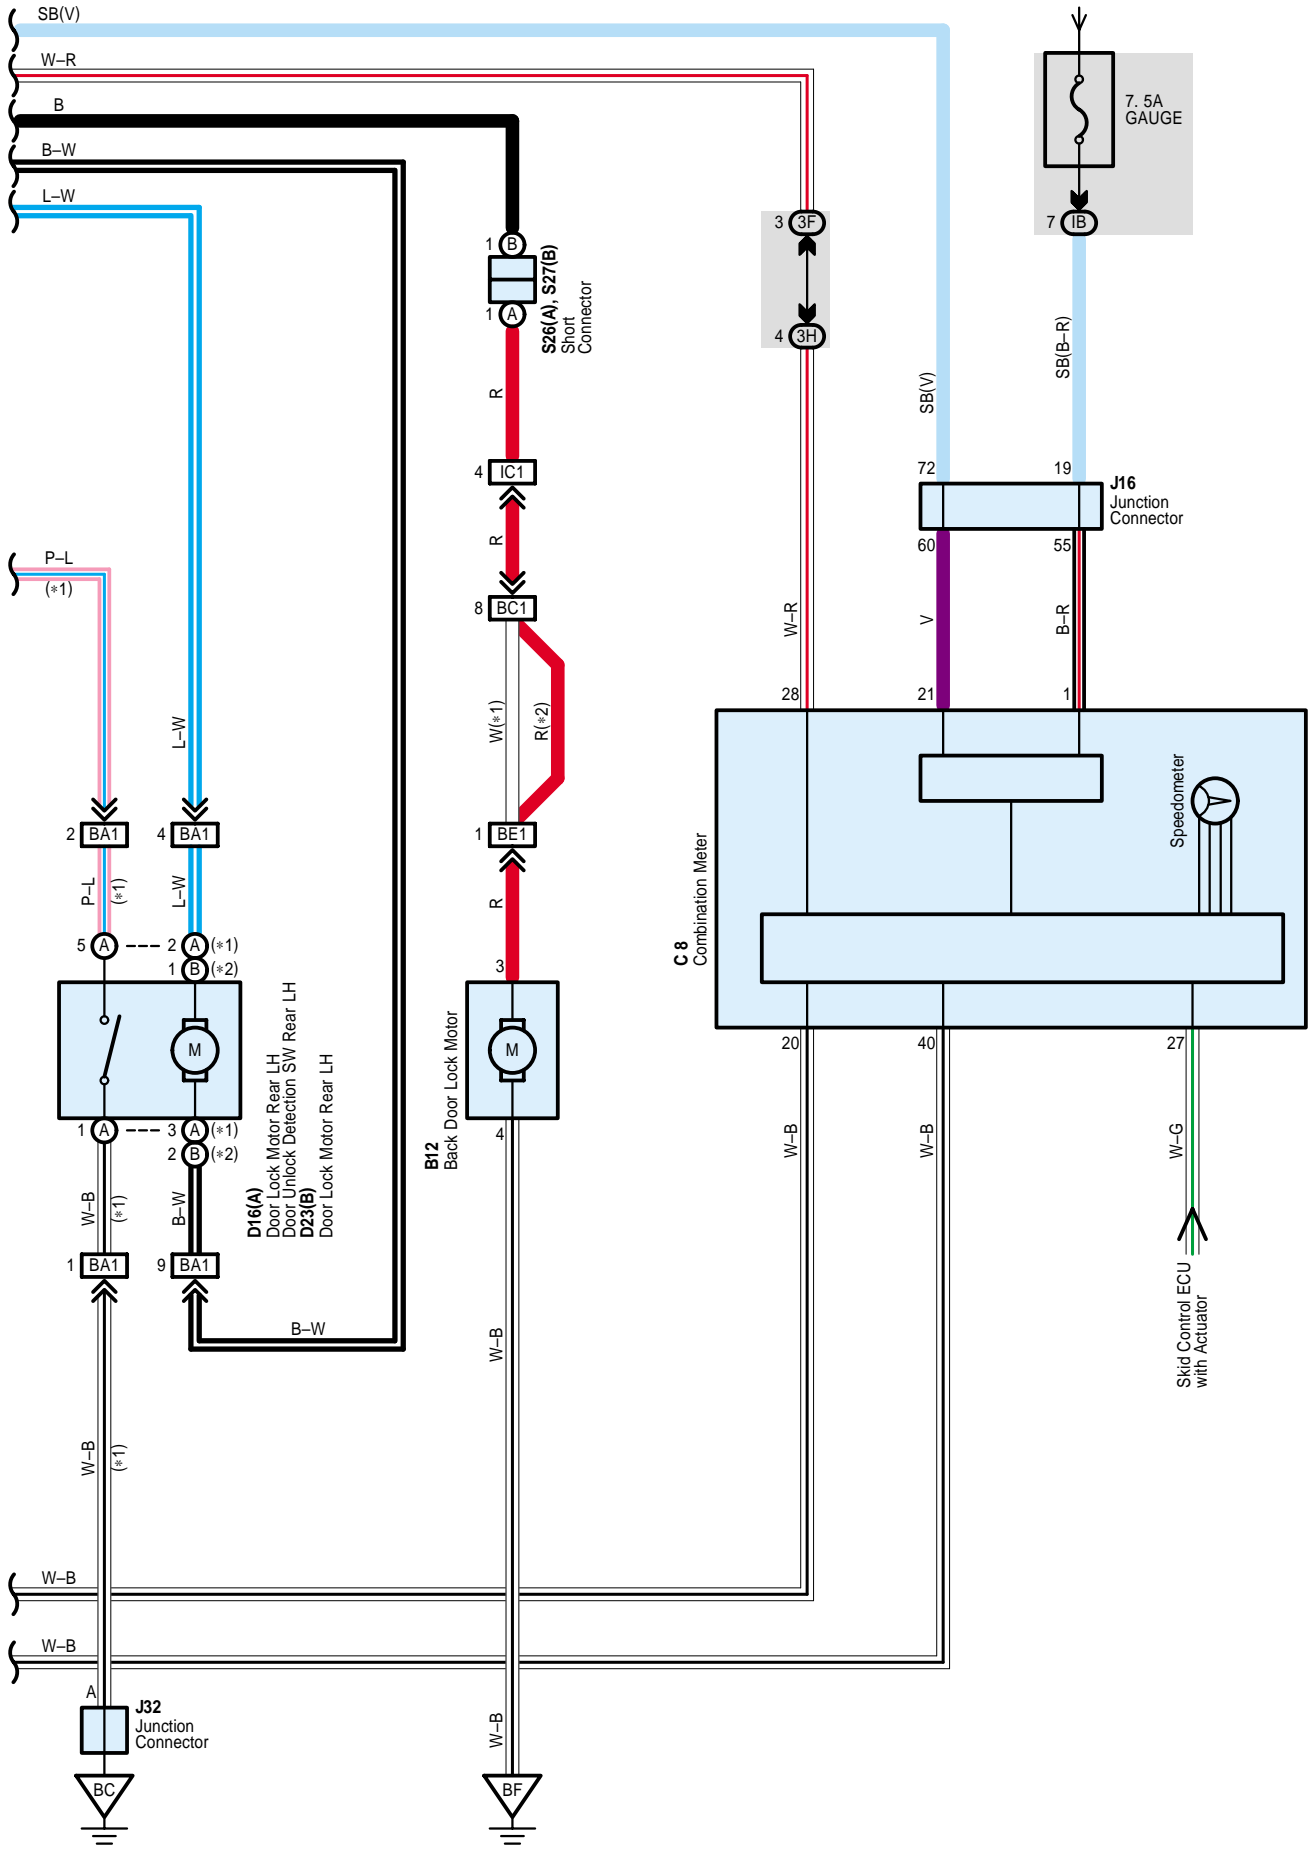 SB(V)
W–R
B
B–W
L–W
7. 5A
GAUGE
3 3F
7 IB
1 B
1 A
S26(A), S27(B)
Short
Connector
4 3H
SB(V)
SB(B–R)
R
4 IC1
72
19
J16
Junction
Connector
R
60
55
P–L
(*1)
8 BC1
W–R
V
B–R
28
21
1
L–W
W(*1)
R(*2)
2 BA1
4 BA1
1 BE1
Speedometer
C 8
Combination Meter
P–L
(*1)
L–W
R
5 A
2 A (*1)
1 B (*2)
3
M
M
D16(A)
Door Lock Motor Rear LH
Door Unlock Detection SW Rear LH
D23(B)
Door Lock Motor Rear LH
B12
Back Door Lock Motor
20
40
27
1 A
3 A (*1)
2 B (*2)
4
W–B
(*1)
B–W
W–B
W–B
W–G
1 BA1
9 BA1
Skid Control ECU
with Actuator
B–W
W–B
W–B
(*1)
W–B
W–B
A
J32
Junction
Connector
W–B
BC
BF